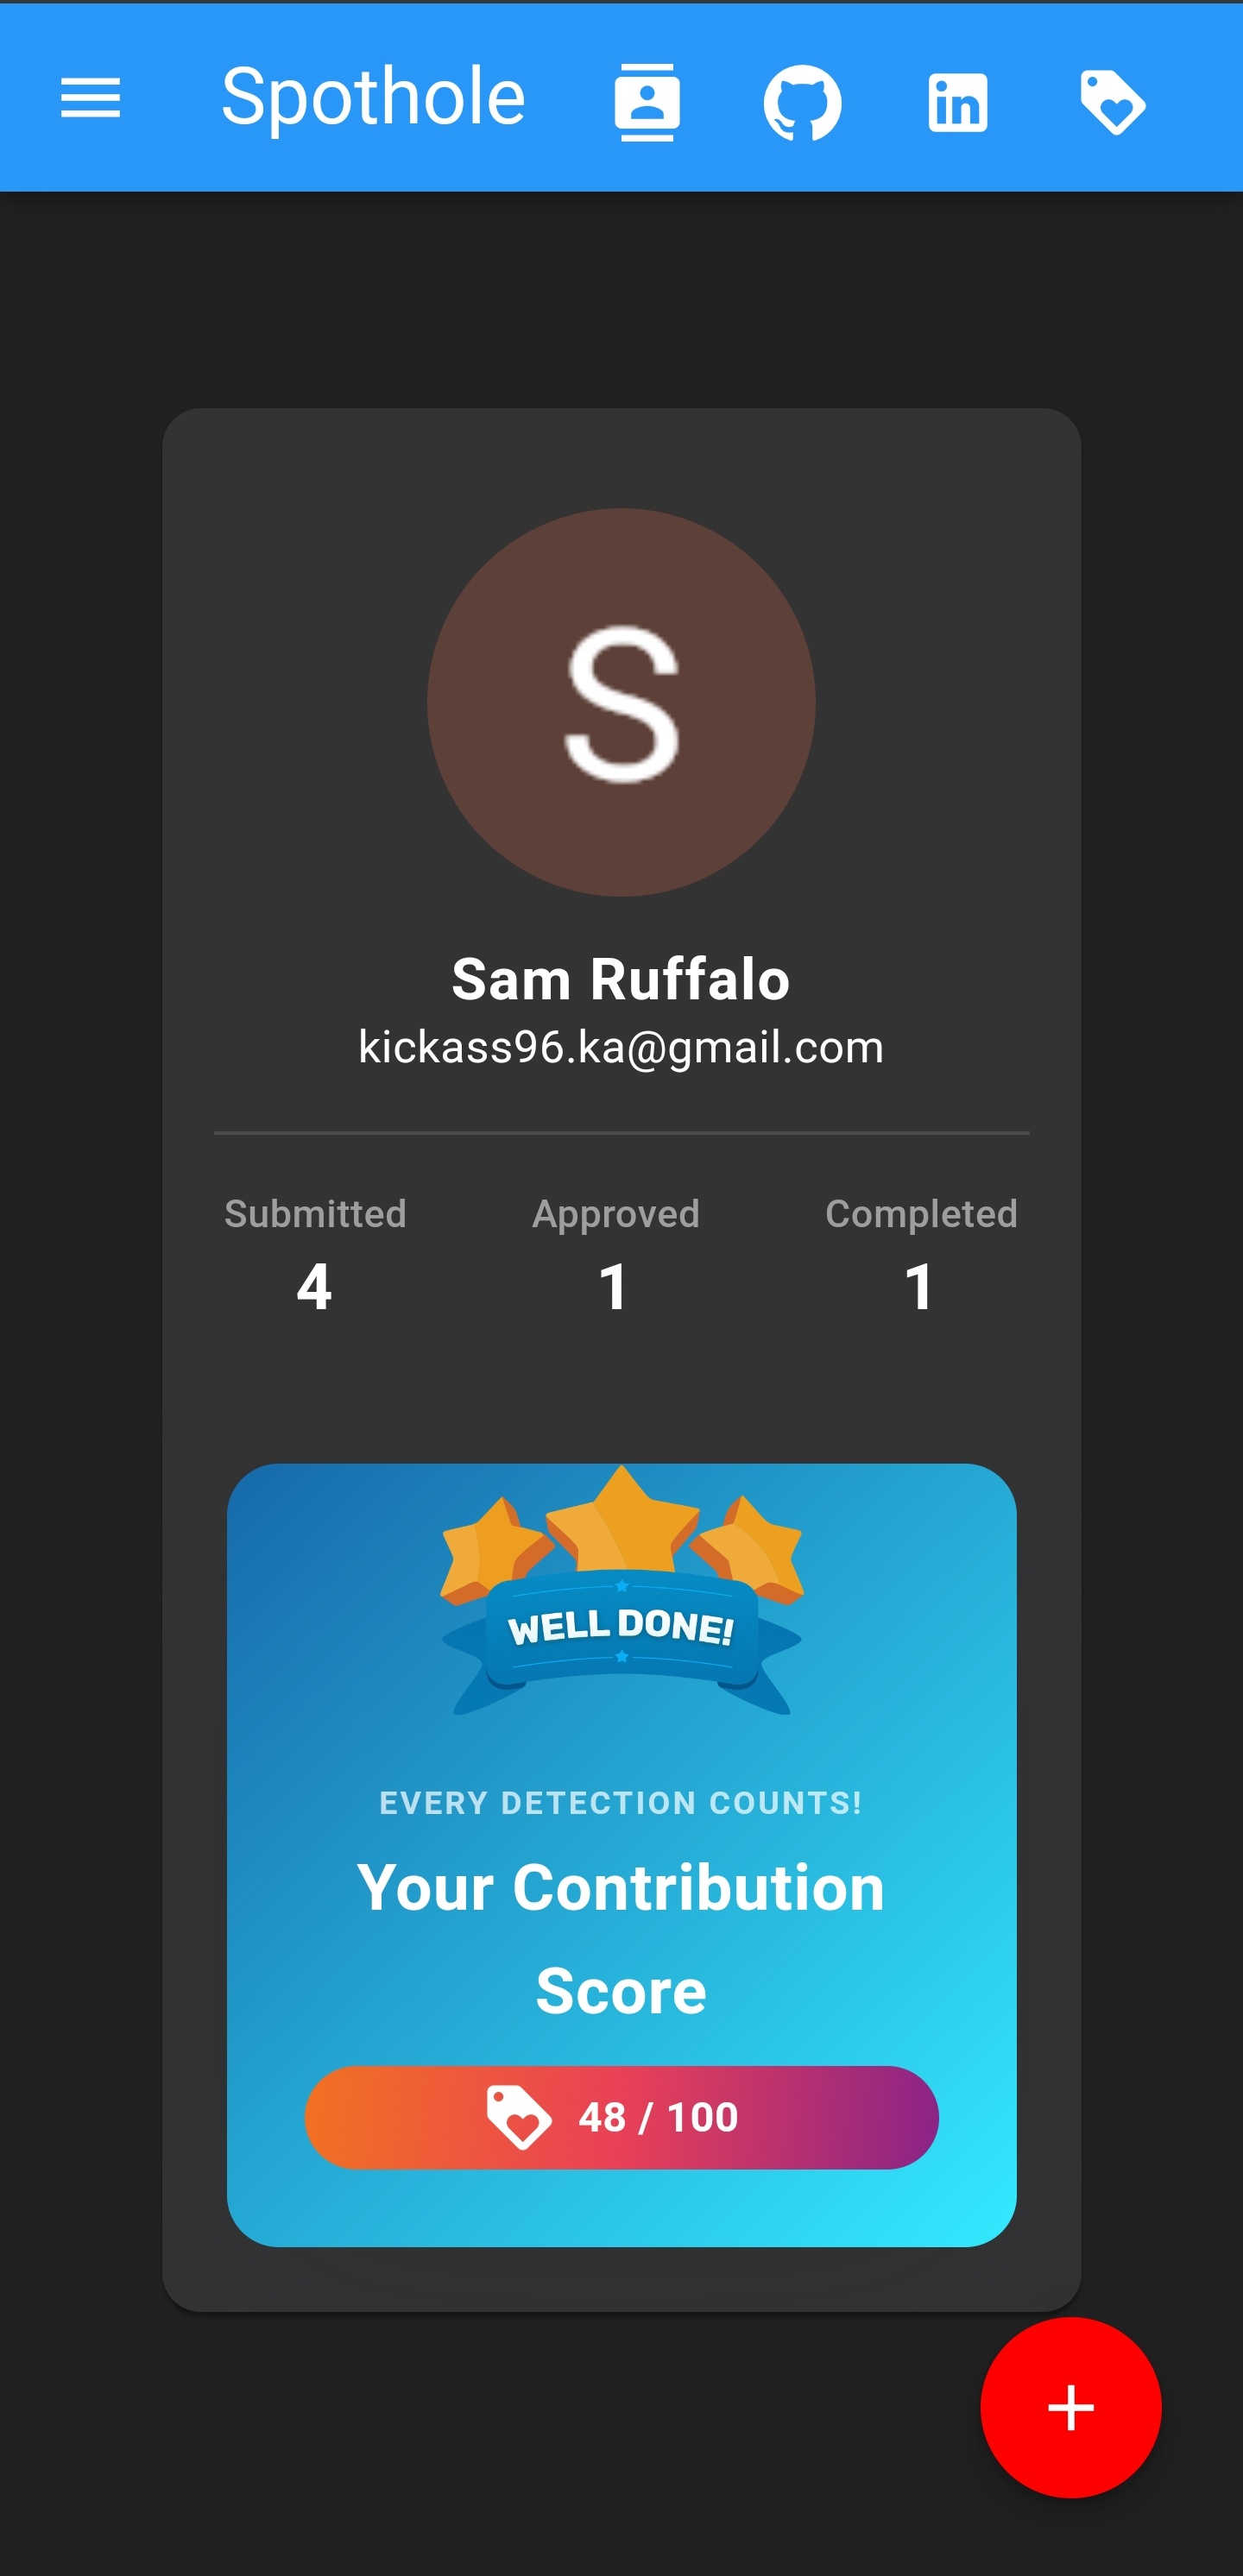 Spothole
in
S
Sam Ruffalo
kickass96.ka@gmail.com
Submitted Approved Completed
4 1 1
WELL DONE!
EVERY DETECTION COUNTS!
Your Contribution
Score
48 / 100
+